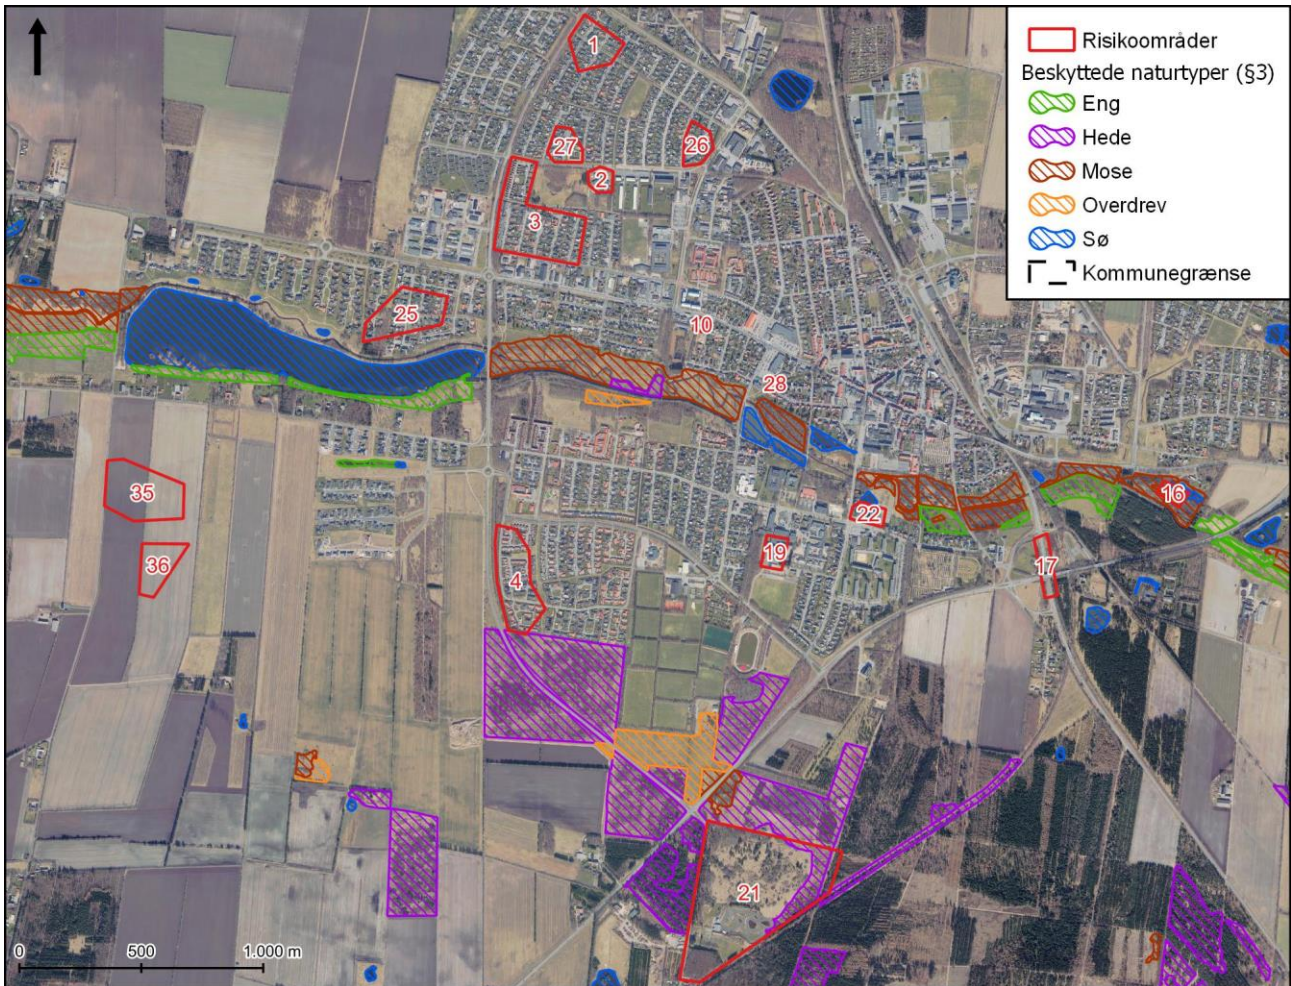 Risikoområder
Beskyttede naturtyper (§3)
Eng
Hede
Mose
Overdrev
Sø
Kommunegrænse
1
27
26
2
3
25
10
28
35
16
22
19
36
17
4
21
0 500 1.000 m